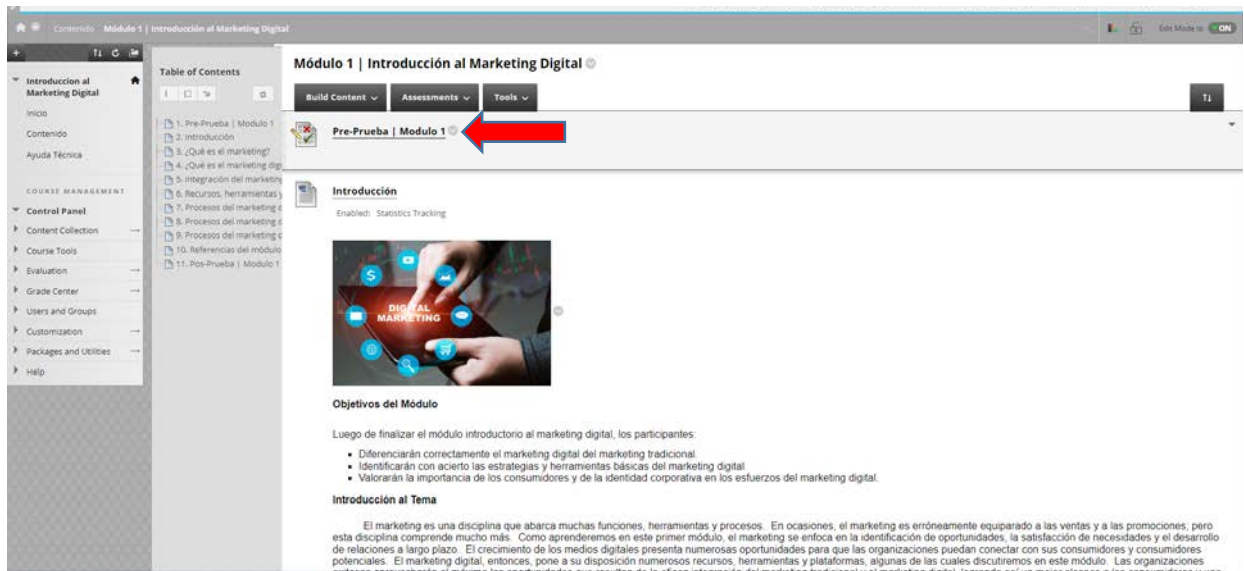 Contenido Módulo 1 | Introducción al Marketing Digital
Edit Mode is: ON
Introduccion al
Marketing Digital
Inicio
Contenido
Ayuda Técnica
COURSE MANAGEMENT
Control Panel
Content Collection
Course Tools
Evaluation
Grade Center
Users and Groups
Customization
Packages and Utilities
Help
Table of Contents
1. Pre-Prueba | Modulo 1
2. Introducción
3. ¿Qué es el marketing?
4. ¿Qué es el marketing dig
5. Integración del marketing
6. Recursos, herramientas y
7. Procesos del marketing d
8. Procesos del marketing d
9. Procesos del marketing d
10. Referencias del módulo
11. Pos-Prueba | Modulo 1
Módulo 1 | Introducción al Marketing Digital
Build Content Assessments Tools
Pre-Prueba | Modulo 1
Introducción
Enabled: Statistics Tracking
DIGITAL
MARKETING
Objetivos del Módulo
Luego de finalizar el módulo introductorio al marketing digital, los participantes:
Diferenciarán correctamente el marketing digital del marketing tradicional.
Identificarán con acierto las estrategias y herramientas básicas del marketing digital
Valorarán la importancia de los consumidores y de la identidad corporativa en los esfuerzos del marketing digital.
Introducción al Tema
El marketing es una disciplina que abarca muchas funciones, herramientas y procesos. En ocasiones, el marketing es erróneamente equiparado a las ventas y a las promociones, pero
esta disciplina comprende mucho más. Como aprenderemos en este primer módulo, el marketing se enfoca en la identificación de oportunidades, la satisfacción de necesidades y el desarrollo
de relaciones a largo plazo. El crecimiento de los medios digitales presenta numerosas oportunidades para que las organizaciones puedan conectar con sus consumidores y consumidores
potenciales. El marketing digital, entonces, pone a su disposición numerosos recursos, herramientas y plataformas, algunas de las cuales discutiremos en este módulo. Las organizaciones